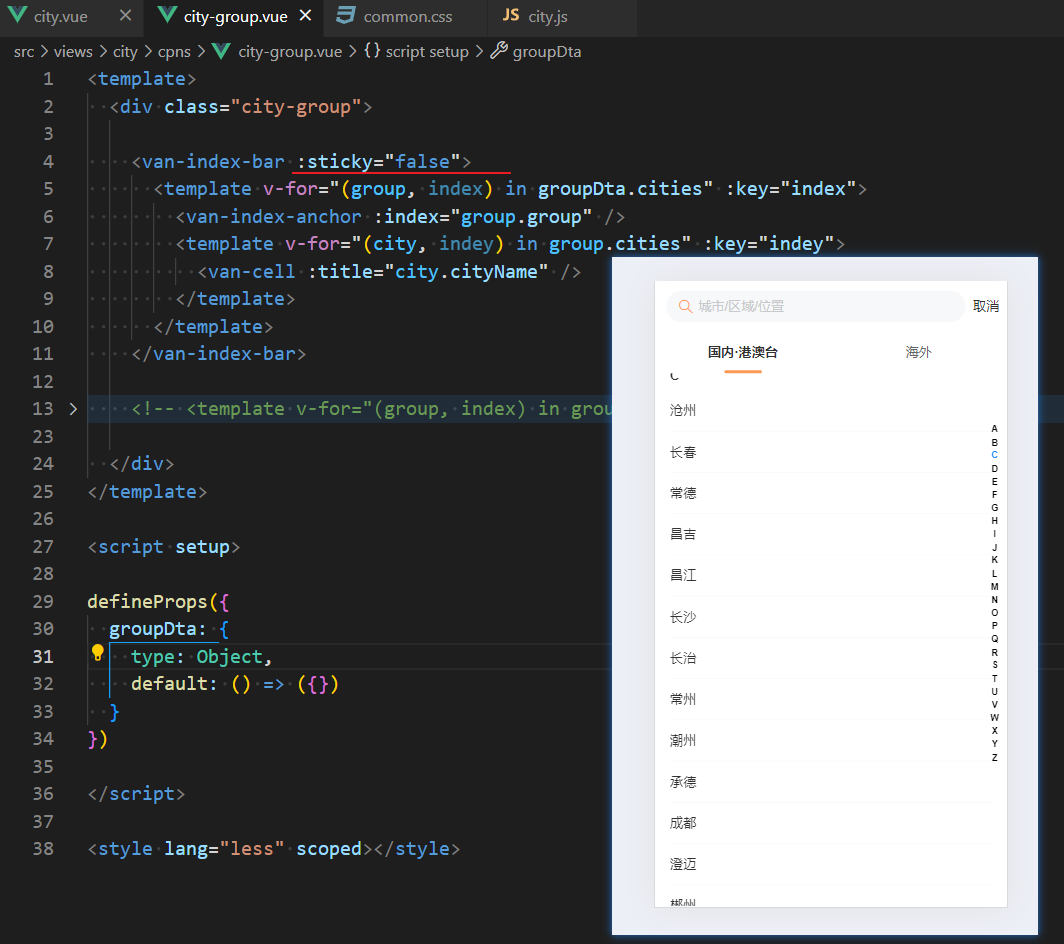 city.vue
city-group.vue
common.css
JS city.js
src > views > city > cpns > city-group.vue > {} script setup > groupDta
1 <template>
2 <div class="city-group">
3
4 <van-index-bar :sticky="false">
5 <template v-for="(group, index) in groupDta.cities" :key="index">
6 <van-index-anchor :index="group.group" />
7 <template v-for="(city, indey) in group.cities" :key="indey">
8 <van-cell :title="city.cityName" />
9 </template>
10 </template>
11 </van-index-bar>
12
13 <!-- <template v-for="(group, index) in grou
23
24 </div>
25 </template>
26
27 <script setup>
28
29 defineProps({
30 groupDta: {
31 type: Object,
32 default: () => ({})
33 }
34 })
35
36 </script>
37
38 <style lang="less" scoped></style>
城市/区域/位置
取消
国内·港澳台
海外
C
沧州
长春
常德
昌吉
昌江
长沙
长治
常州
潮州
承德
成都
澄迈
郴州
A
B
C
D
E
F
G
H
I
J
K
L
M
N
O
P
Q
R
S
T
U
V
W
X
Y
Z